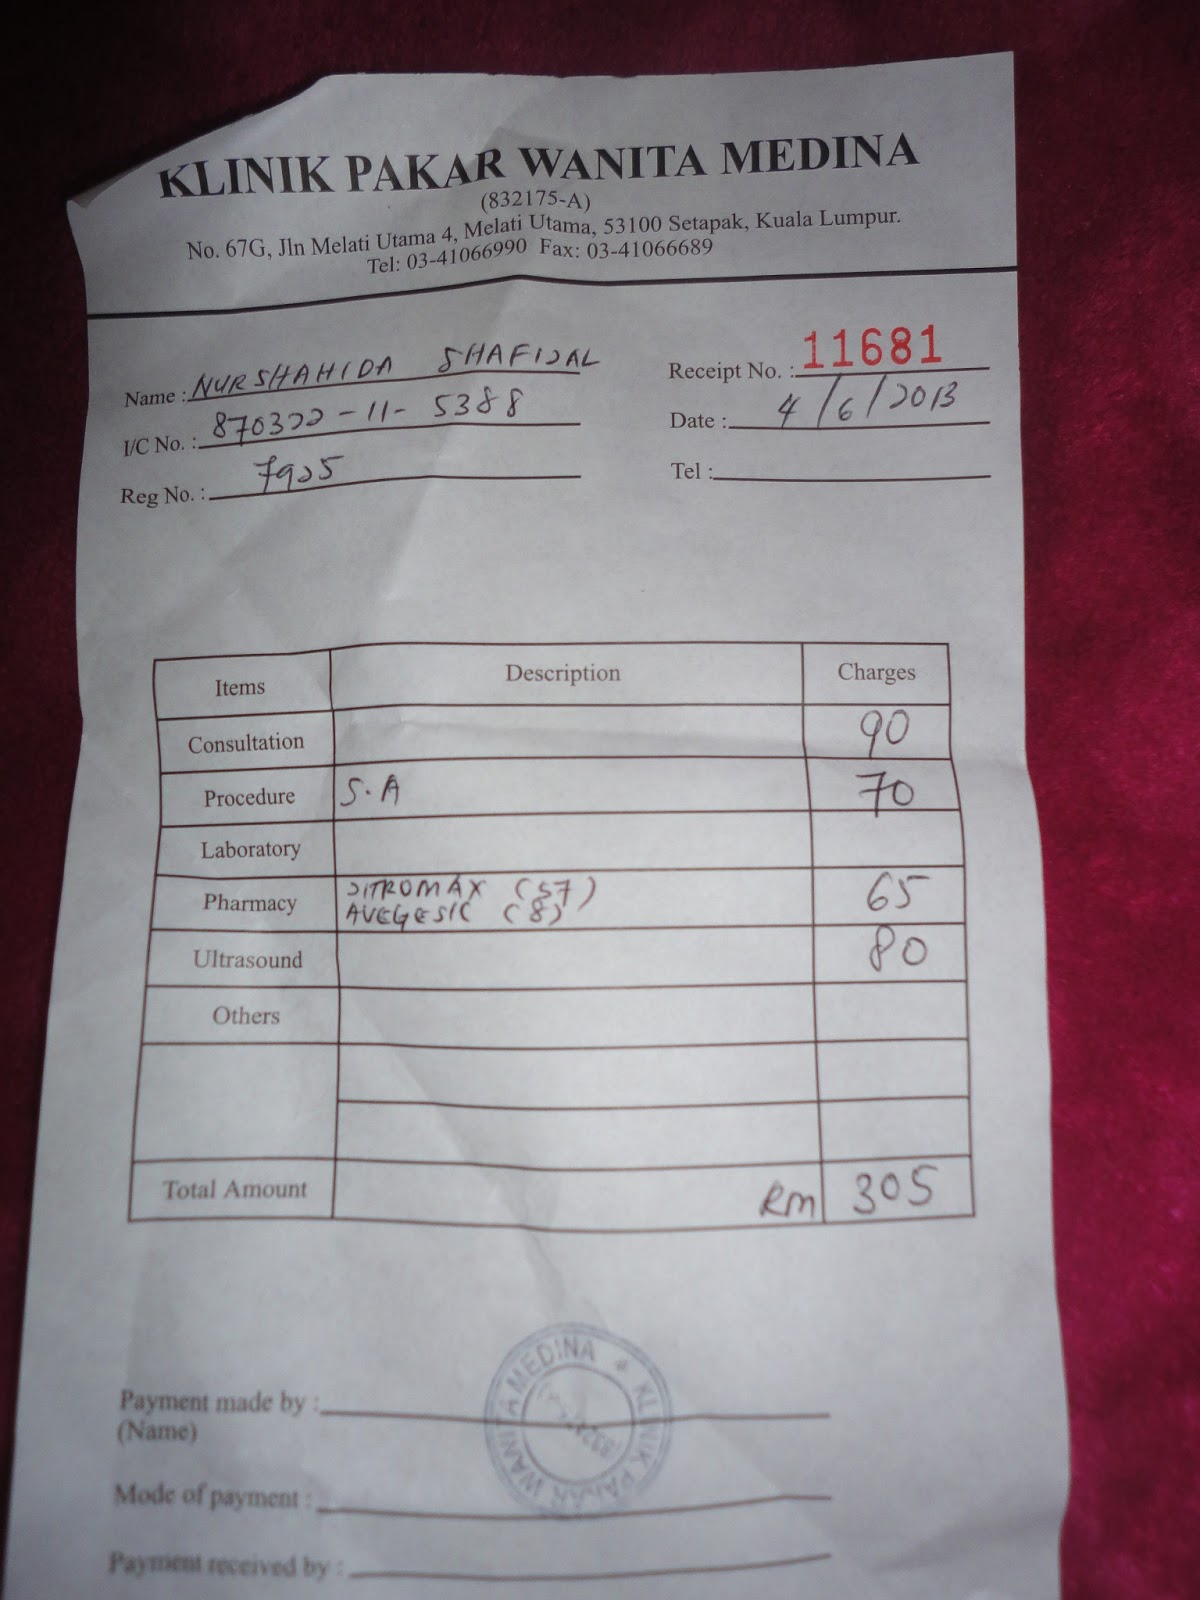 KLINIK PAKAR WANITA MEDINA
(832175-A)
No. 67G, Jln Melati Utama 4, Melati Utama, 53100 Setapak, Kuala Lumpur.
Tel: 03-41066990 Fax: 03-41066689
Name : NURSHAHIDA SHAFIJAL
Receipt No. : 11681
I/C No. : 870322-11-5388
Date : 4/6/2013
Reg No. : 7925
Tel :
Items Description Charges
Consultation 90
Procedure S.A 70
Laboratory
Pharmacy ZITROMAX (57) 65
AVEGESIC (8)
Ultrasound 80
Others
Total Amount RM 305
KLINIK PAKAR WANITA MEDINA *
Payment made by :
(Name)
Mode of payment :
Payment received by :